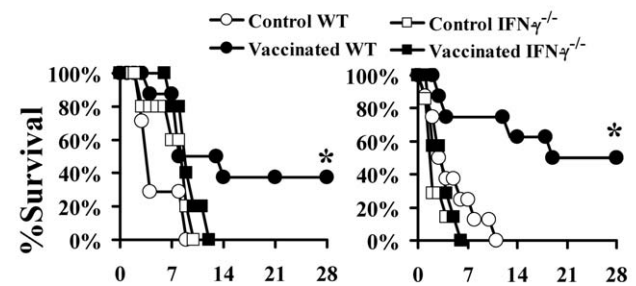 Control WT Control IFN-γ-/-
Vaccinated WT Vaccinated IFN-γ-/-
%Survival
100% 100%
80% 80%
* *
60% 60%
40% 40%
20% 20%
0% 0%
0 7 14 21 28 0 7 14 21 28